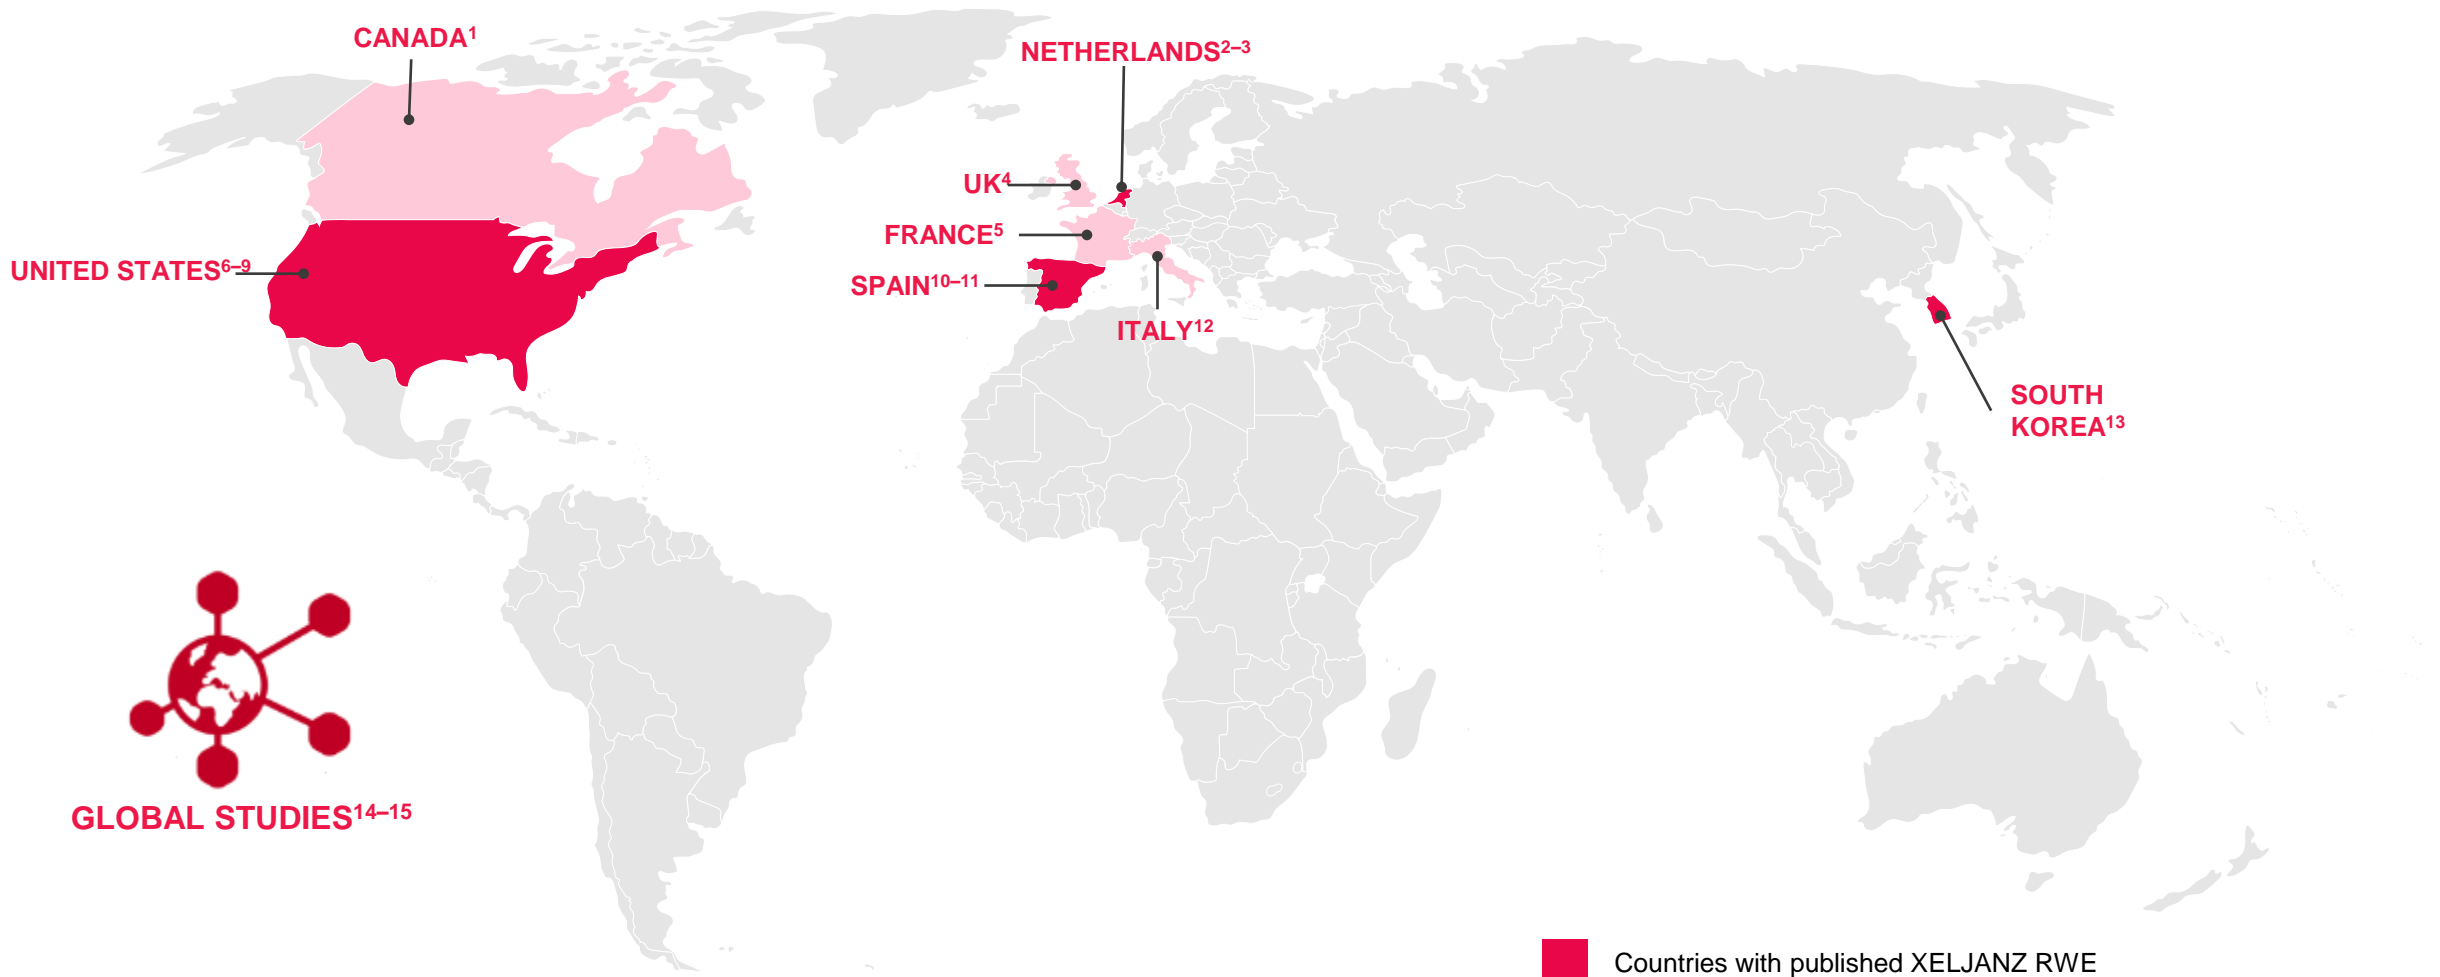 CANADA¹
NETHERLANDS²⁻³
UK⁴
FRANCE⁵
UNITED STATES⁶⁻⁹
SPAIN¹⁰⁻¹¹
ITALY¹²
SOUTH
KOREA¹³
GLOBAL STUDIES¹⁴⁻¹⁵
Countries with published XELJANZ RWE